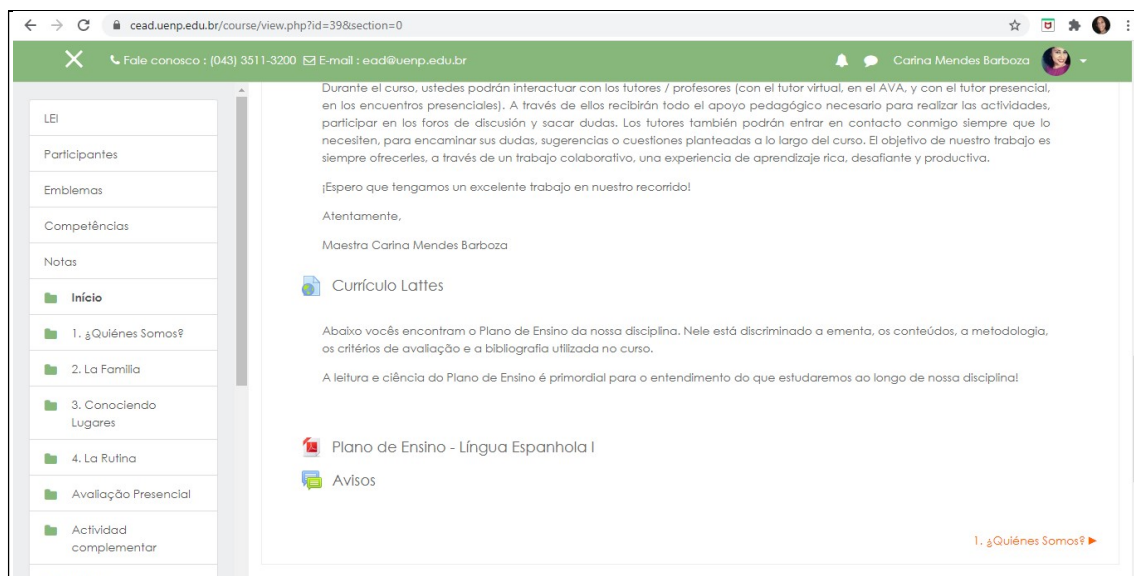 cead.uenp.edu.br/course/view.php?id=39&section=0
Fale conosco : (043) 3511-3200 E-mail : ead@uenp.edu.br
Carina Mendes Barboza
LEI
Participantes
Emblemas
Competências
Notas
Início
1. ¿Quiénes Somos?
2. La Familia
3. Conociendo
Lugares
4. La Rutina
Avaliação Presencial
Actividad
complementar
Durante el curso, ustedes podrán interactuar con los tutores / profesores (con el tutor virtual, en el AVA, y con el tutor presencial,
en los encuentros presenciales). A través de ellos recibirán todo el apoyo pedagógico necesario para realizar las actividades,
participar en los foros de discusión y sacar dudas. Los tutores también podrán entrar en contacto conmigo siempre que lo
necesiten, para encaminar sus dudas, sugerencias o cuestiones planteadas a lo largo del curso. El objetivo de nuestro trabajo es
siempre ofrecerles, a través de un trabajo colaborativo, una experiencia de aprendizaje rica, desafiante y productiva.
¡Espero que tengamos un excelente trabajo en nuestro recorrido!
Atentamente,
Maestra Carina Mendes Barboza
Currículo Lattes
Abaixo vocês encontram o Plano de Ensino da nossa disciplina. Nele está discriminado a ementa, os conteúdos, a metodologia,
os critérios de avaliação e a bibliografia utilizada no curso.
A leitura e ciência do Plano de Ensino é primordial para o entendimento do que estudaremos ao longo de nossa disciplina!
Plano de Ensino - Língua Espanhola I
Avisos
1. ¿Quiénes Somos? ►